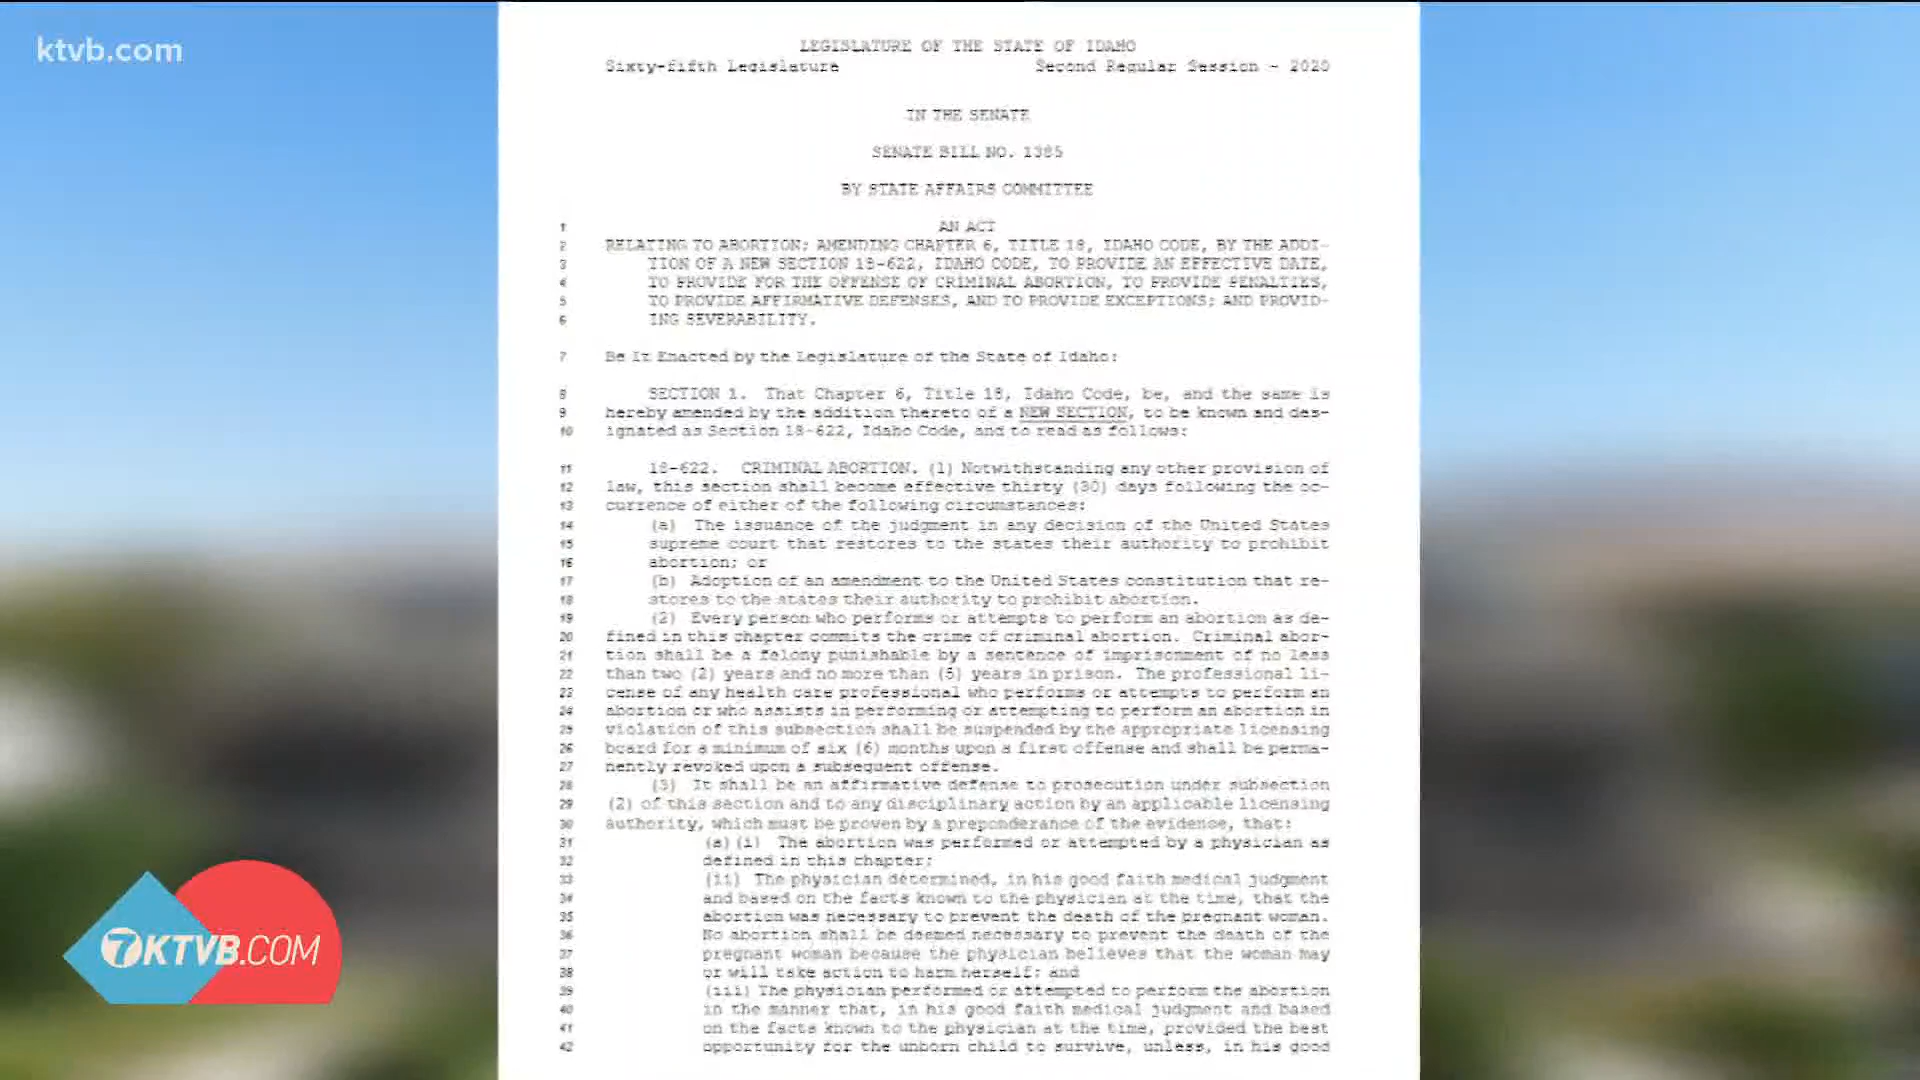 ktvb.com
LEGISLATURE OF THE STATE OF IDAHO
Sixty-fifth Legislature Second Regular Session - 2020
IN THE SENATE
SENATE BILL NO. 1385
BY STATE AFFAIRS COMMITTEE
1 AN ACT
2 RELATING TO ABORTION; AMENDING CHAPTER 6, TITLE 18, IDAHO CODE, BY THE ADDI-
3 TION OF A NEW SECTION 18-622, IDAHO CODE, TO PROVIDE AN EFFECTIVE DATE,
4 TO PROVIDE FOR THE OFFENSE OF CRIMINAL ABORTION, TO PROVIDE PENALTIES,
5 TO PROVIDE AFFIRMATIVE DEFENSES, AND TO PROVIDE EXCEPTIONS; AND PROVID-
6 ING SEVERABILITY.
7 Be It Enacted by the Legislature of the State of Idaho:
8 SECTION 1. That Chapter 6, Title 18, Idaho Code, be, and the same is
9 hereby amended by the addition thereto of a NEW SECTION, to be known and des-
10 ignated as Section 18-622, Idaho Code, and to read as follows:
11 18-622. CRIMINAL ABORTION. (1) Notwithstanding any other provision of
12 law, this section shall become effective thirty (30) days following the oc-
13 currence of either of the following circumstances:
14 (a) The issuance of the judgment in any decision of the United States
15 supreme court that restores to the states their authority to prohibit
16 abortion; or
17 (b) Adoption of an amendment to the United States constitution that re-
18 stores to the states their authority to prohibit abortion.
19 (2) Every person who performs or attempts to perform an abortion as de-
20 fined in this chapter commits the crime of criminal abortion. Criminal abor-
21 tion shall be a felony punishable by a sentence of imprisonment of no less
22 than two (2) years and no more than (5) years in prison. The professional li-
23 cense of any health care professional who performs or attempts to perform an
24 abortion or who assists in performing or attempting to perform an abortion in
25 violation of this subsection shall be suspended by the appropriate licensing
26 board for a minimum of six (6) months upon a first offense and shall be perma-
27 nently revoked upon a subsequent offense.
28 (3) It shall be an affirmative defense to prosecution under subsection
29 (2) of this section and to any disciplinary action by an applicable licensing
30 authority, which must be proven by a preponderance of the evidence, that:
31 (a)(i) The abortion was performed or attempted by a physician as
32 defined in this chapter;
33 (ii) The physician determined, in his good faith medical judgment
34 and based on the facts known to the physician at the time, that the
35 abortion was necessary to prevent the death of the pregnant woman.
36 No abortion shall be deemed necessary to prevent the death of the
37 pregnant woman because the physician believes that the woman may
38 or will take action to harm herself; and
39 (iii) The physician performed or attempted to perform the abortion
40 in the manner that, in his good faith medical judgment and based
41 on the facts known to the physician at the time, provided the best
42 opportunity for the unborn child to survive, unless, in his good
7KTVB.COM